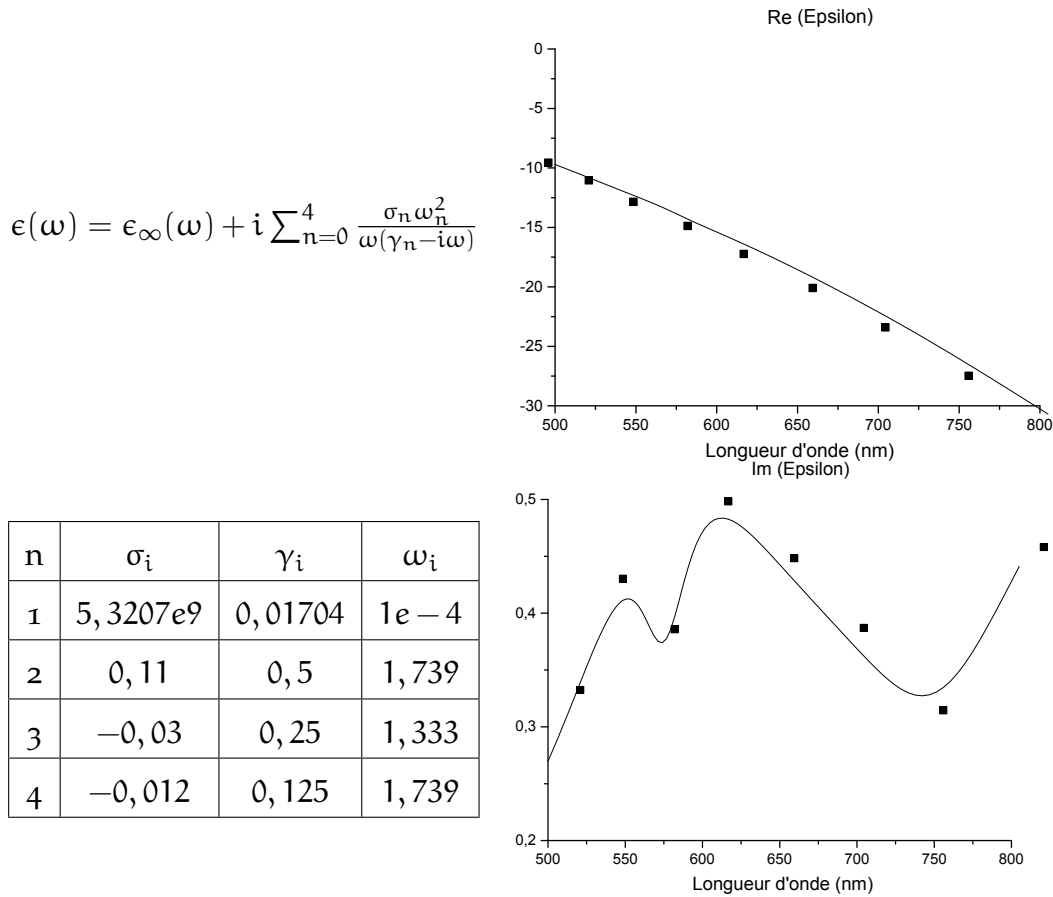 ϵ(ω) = ϵ∞(ω) + i ∑⁴ₙ₌₀ σₙωₙ² / ω(γₙ−iω)
n σᵢ γᵢ ωᵢ
1 5,3207e9 0,01704 1e − 4
2 0,11 0,5 1,739
3 −0,03 0,25 1,333
4 −0,012 0,125 1,739
Re (Epsilon)
0
-5
-10
-15
-20
-25
-30
500 550 600 650 700 750 800
Longueur d'onde (nm)
Im (Epsilon)
0,5
0,4
0,3
0,2
500 550 600 650 700 750 800
Longueur d'onde (nm)